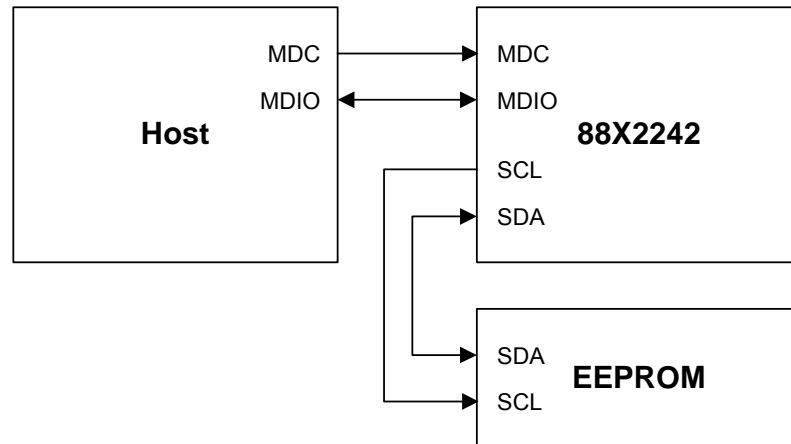 MDC
MDIO
Host
MDC
MDIO
88X2242
SCL
SDA
SDA
EEPROM
SCL